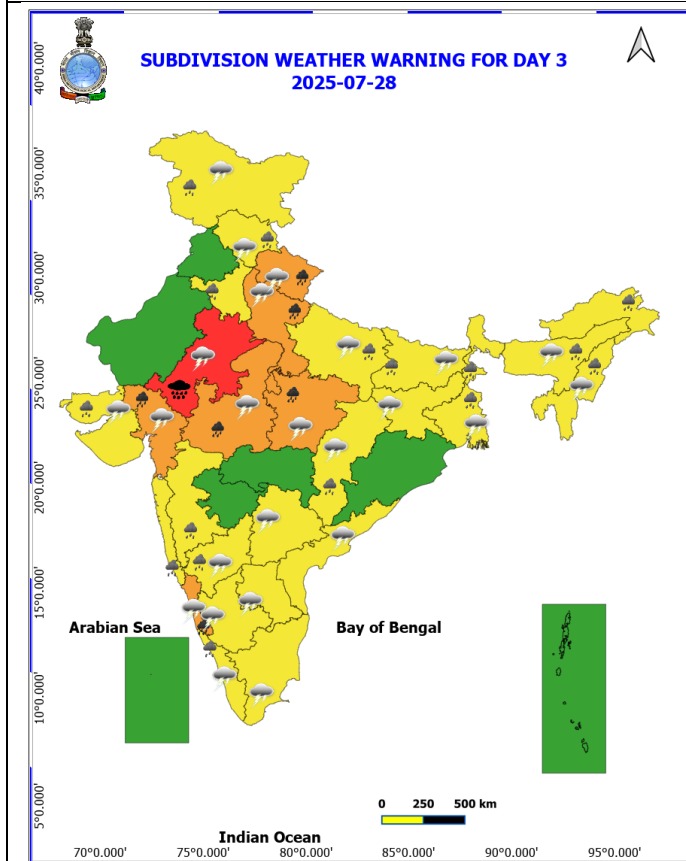 SUBDIVISION WEATHER WARNING FOR DAY 3
2025-07-28
40°0.000'
35°0.000'
30°0.000'
25°0.000'
20°0.000'
15°0.000'
10°0.000'
5°0.000'
Arabian Sea
Bay of Bengal
0 250 500 km
Indian Ocean
70°0.000' 75°0.000' 80°0.000' 85°0.000' 90°0.000' 95°0.000'